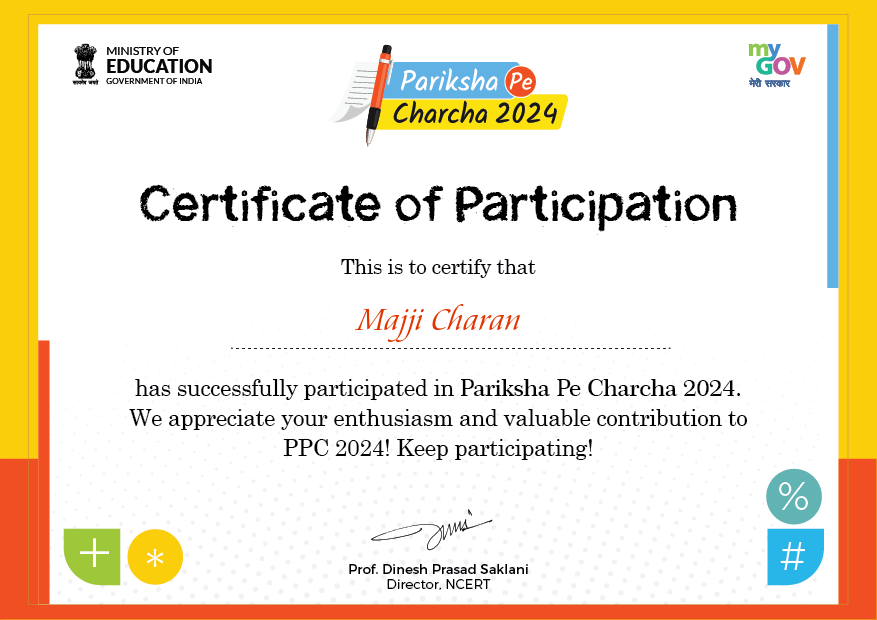 MINISTRY OF
EDUCATION
GOVERNMENT OF INDIA
सत्यमेव जयते
Pariksha Pe
Charcha 2024
my
GOV
मेरी सरकार
Certificate of Participation
This is to certify that
Majji Charan
has successfully participated in Pariksha Pe Charcha 2024.
We appreciate your enthusiasm and valuable contribution to
PPC 2024! Keep participating!
Prof. Dinesh Prasad Saklani
Director, NCERT
+ *
%
#